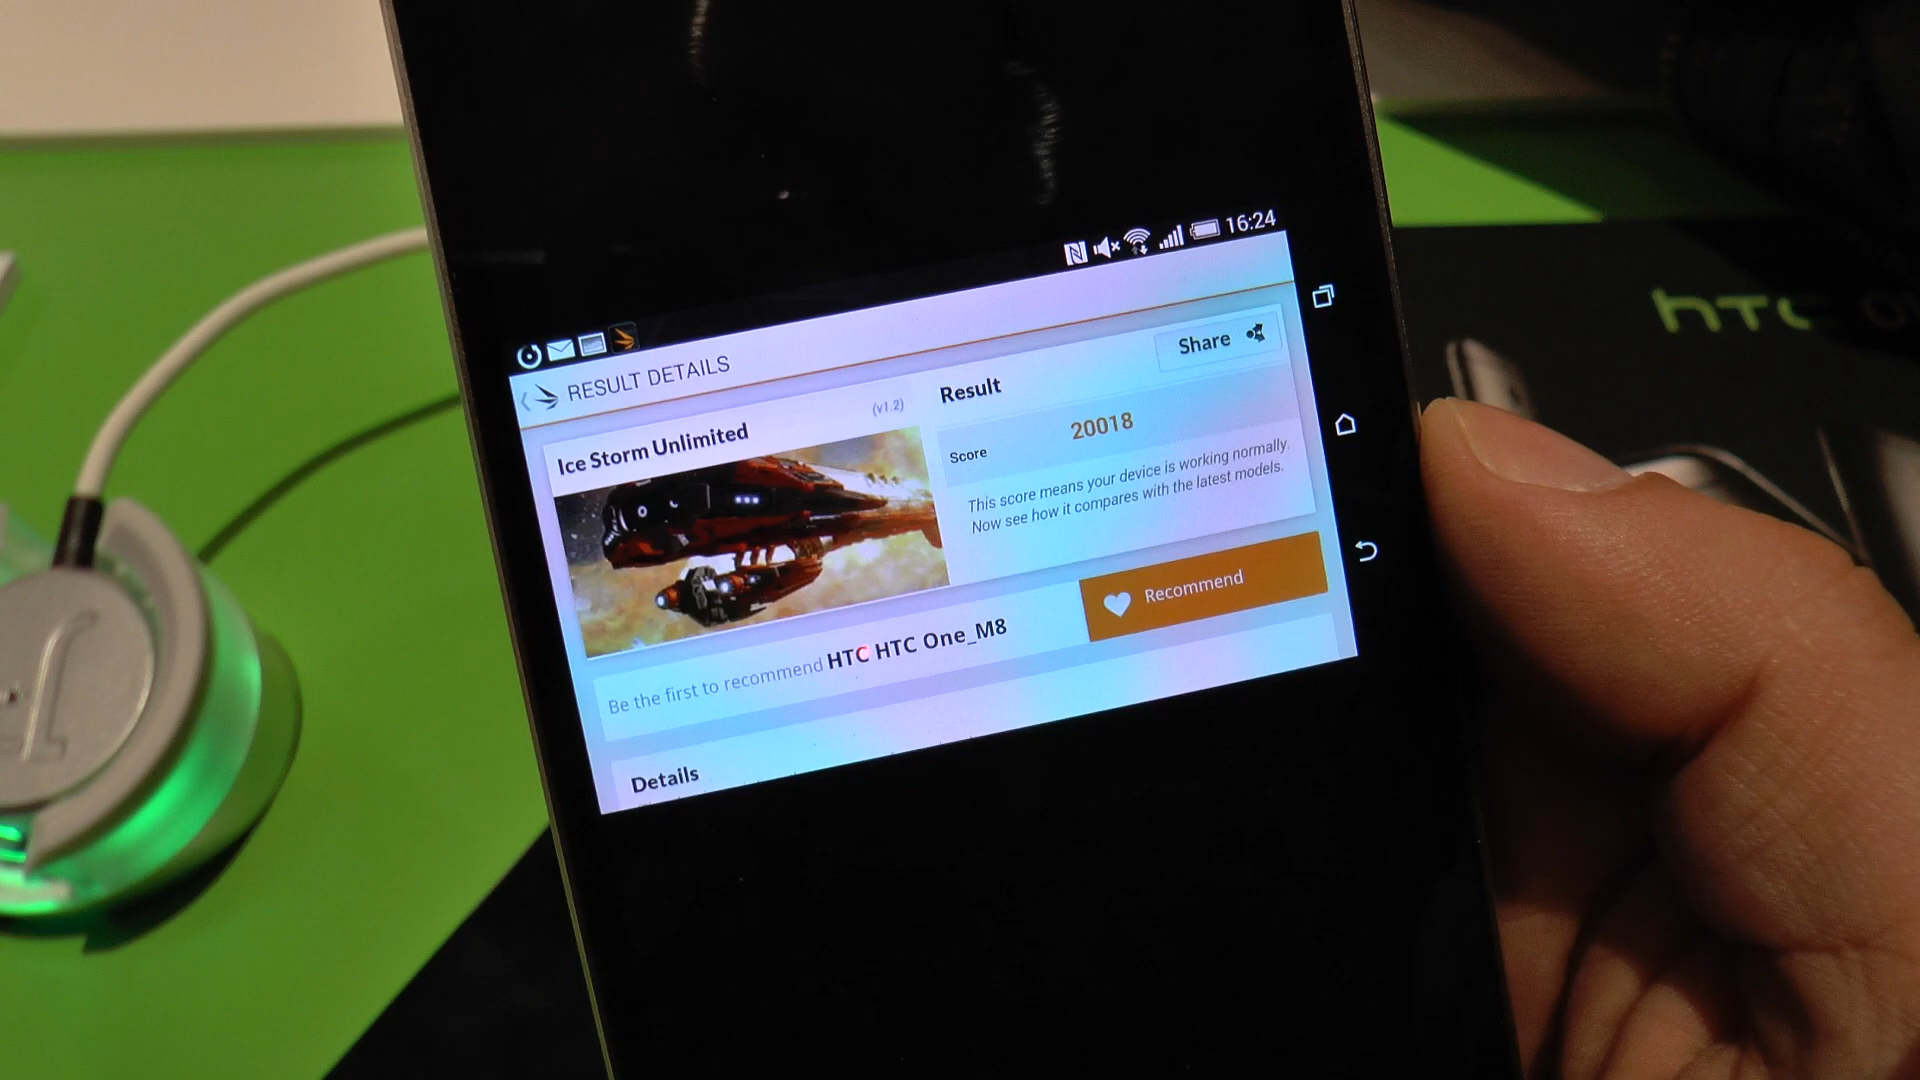 16:24
RESULT DETAILS
Share
Ice Storm Unlimited
(v1.2)
Result
Score
20018
This score means your device is working normally.
Now see how it compares with the latest models.
Be the first to recommend HTC HTC One_M8
Recommend
Details
hTC